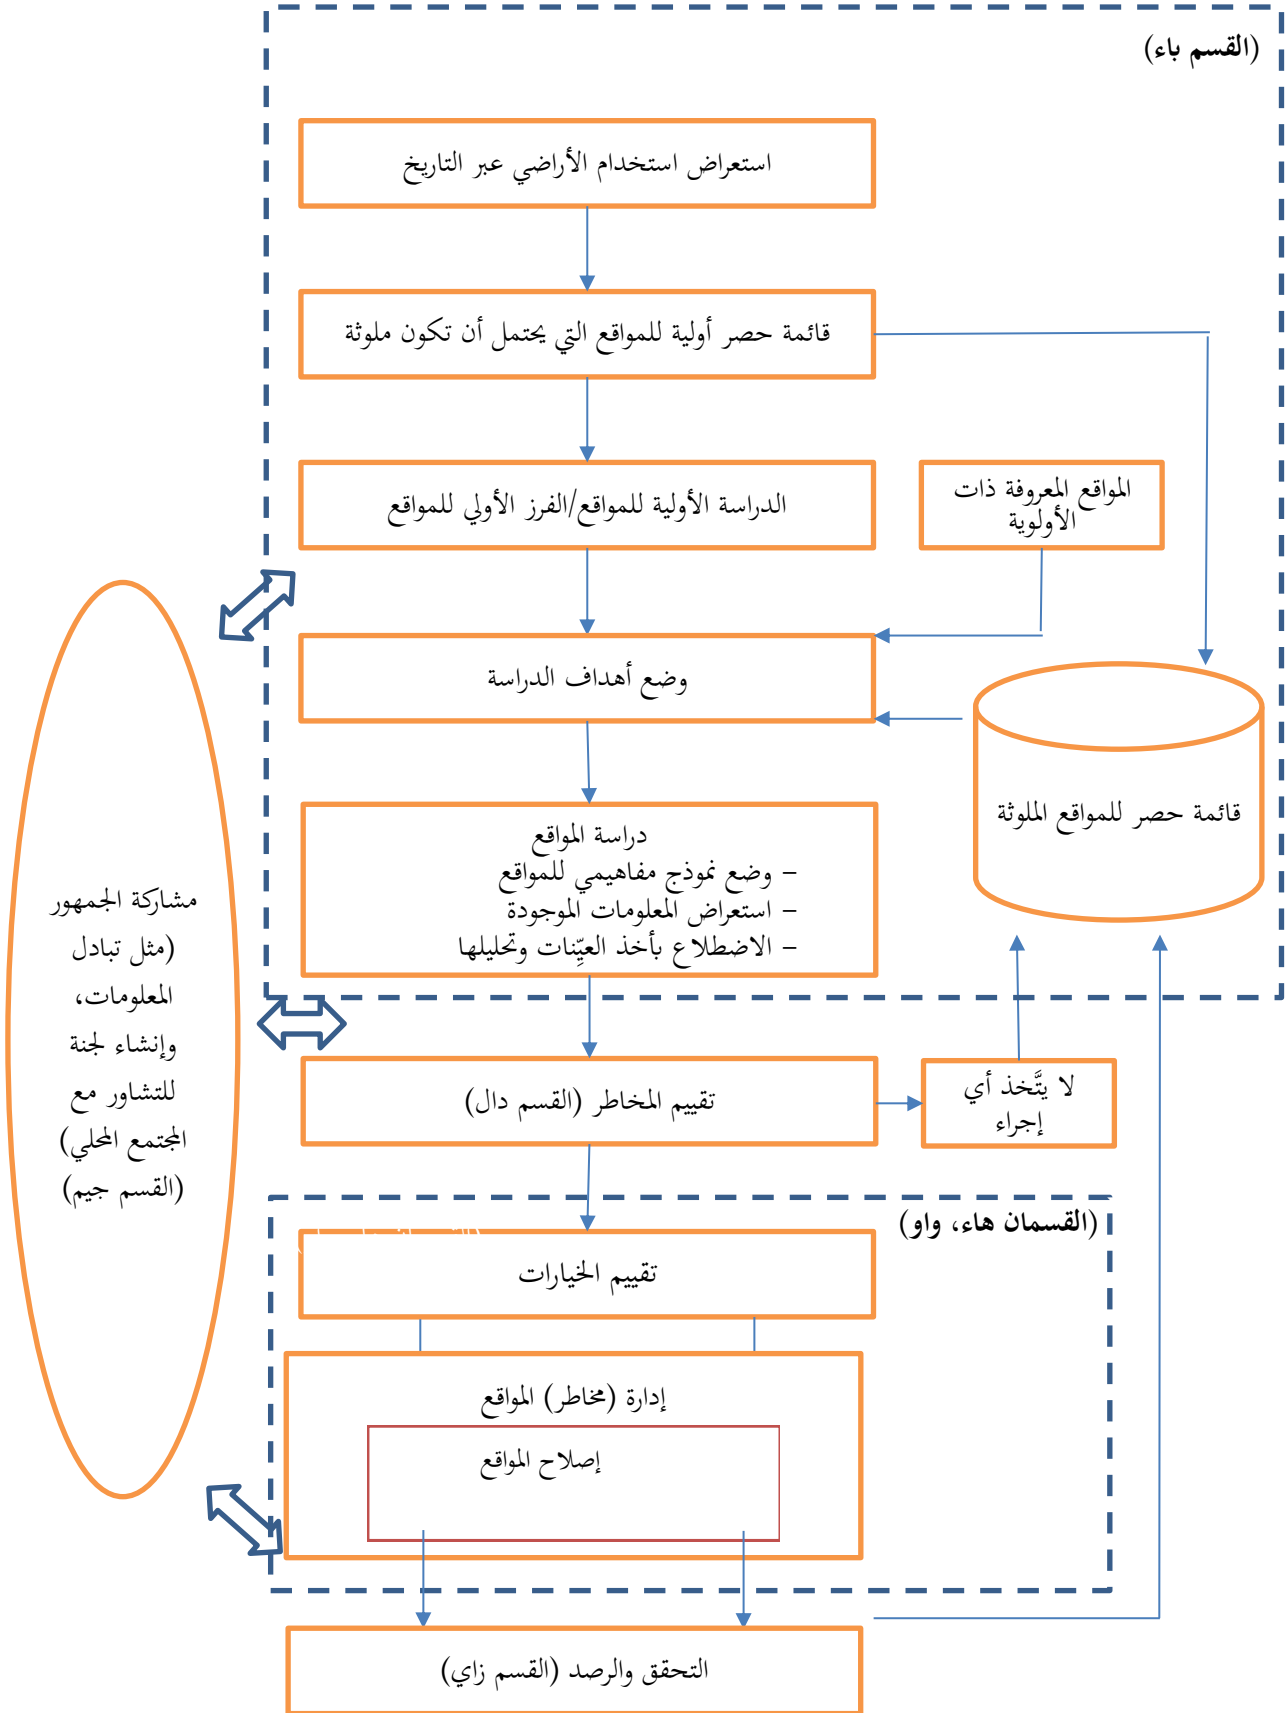 (القسم باء)
استعراض استخدام الأراضي عبر التاريخ
قائمة حصر أولية للمواقع التي يحتمل أن تكون ملوثة
الدراسة الأولية للمواقع/الفرز الأولي للمواقع
المواقع المعروفة ذات
الأولوية
وضع أهداف الدراسة
قائمة حصر للمواقع الملوثة
دراسة المواقع
– وضع نموذج مفاهيمي للمواقع
– استعراض المعلومات الموجودة
– الاضطلاع بأخذ العيّنات وتحليلها
مشاركة الجمهور
(مثل تبادل
المعلومات،
وإنشاء لجنة
للتشاور مع
المجتمع المحلي)
(القسم جيم)
تقييم المخاطر (القسم دال)
لا يتَّخذ أي
إجراء
(القسمان هاء، واو)
تقييم الخيارات
إدارة (مخاطر) المواقع
إصلاح المواقع
التحقق والرصد (القسم زاي)